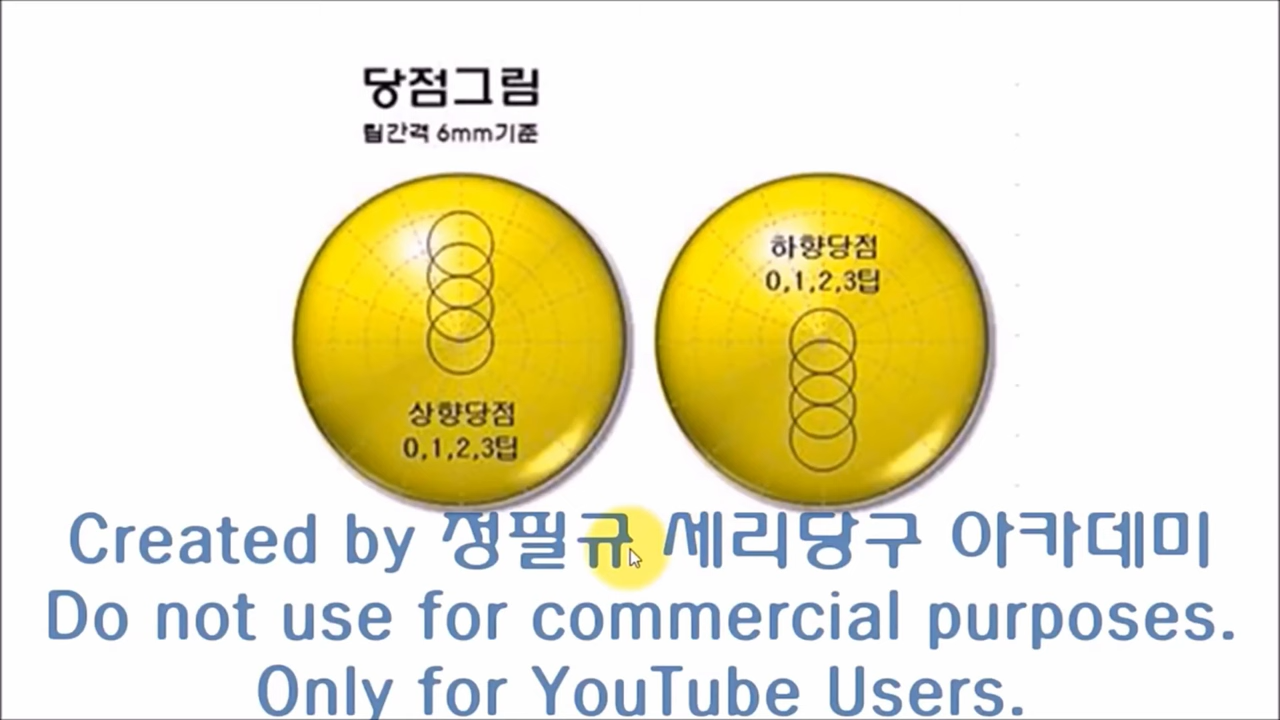 당점그림
팁간격 6mm기준
하향당점
0,1,2,3팁
상향당점
0,1,2,3팁
Created by 정필규 세리당구 아카데미
Do not use for commercial purposes.
Only for YouTube Users.